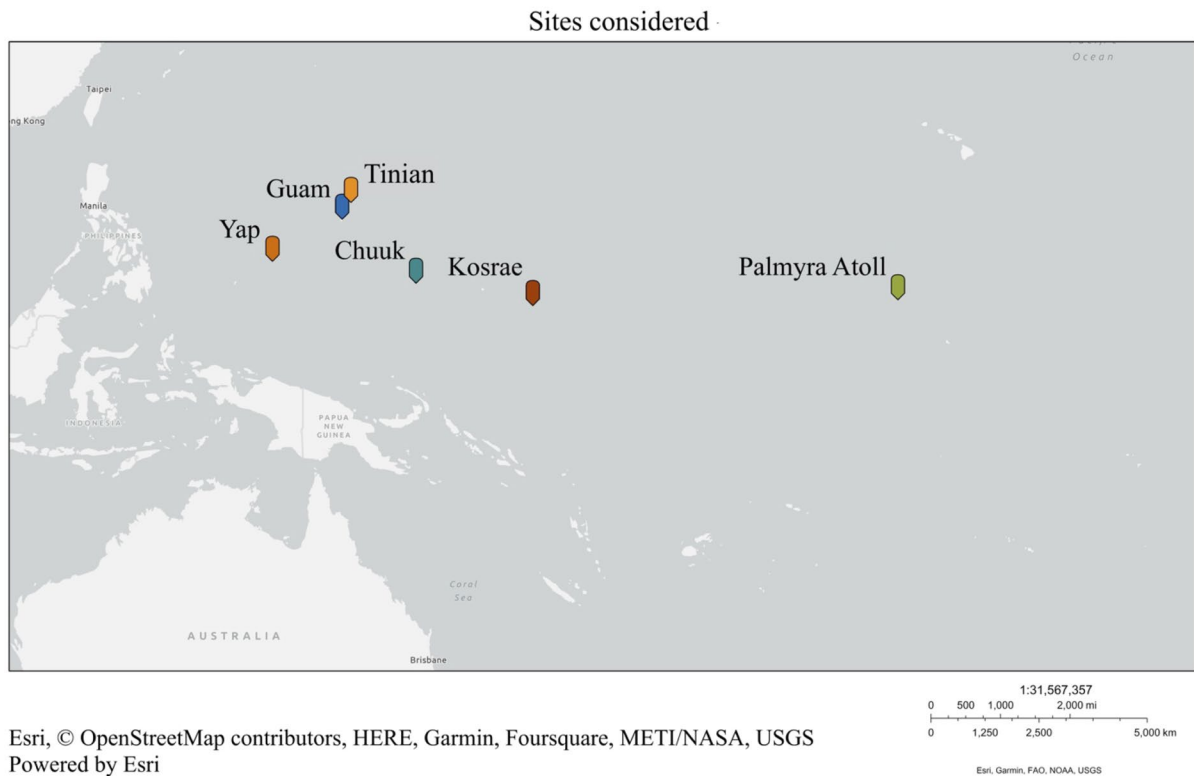 Sites considered
Ocean
Taipei
ng Kong
Tinian
Guam
Manila
PHILIPPINES
Yap
Chuuk
Kosrae
Palmyra Atoll
INDONESIA
PAPUA
NEW
GUINEA
Coral
Sea
AUSTRALIA
Brisbane
1:31,567,357
0 500 1,000 2,000 mi
0 1,250 2,500 5,000 km
Esri, © OpenStreetMap contributors, HERE, Garmin, Foursquare, METI/NASA, USGS
Powered by Esri
Esri, Garmin, FAO, NOAA, USGS